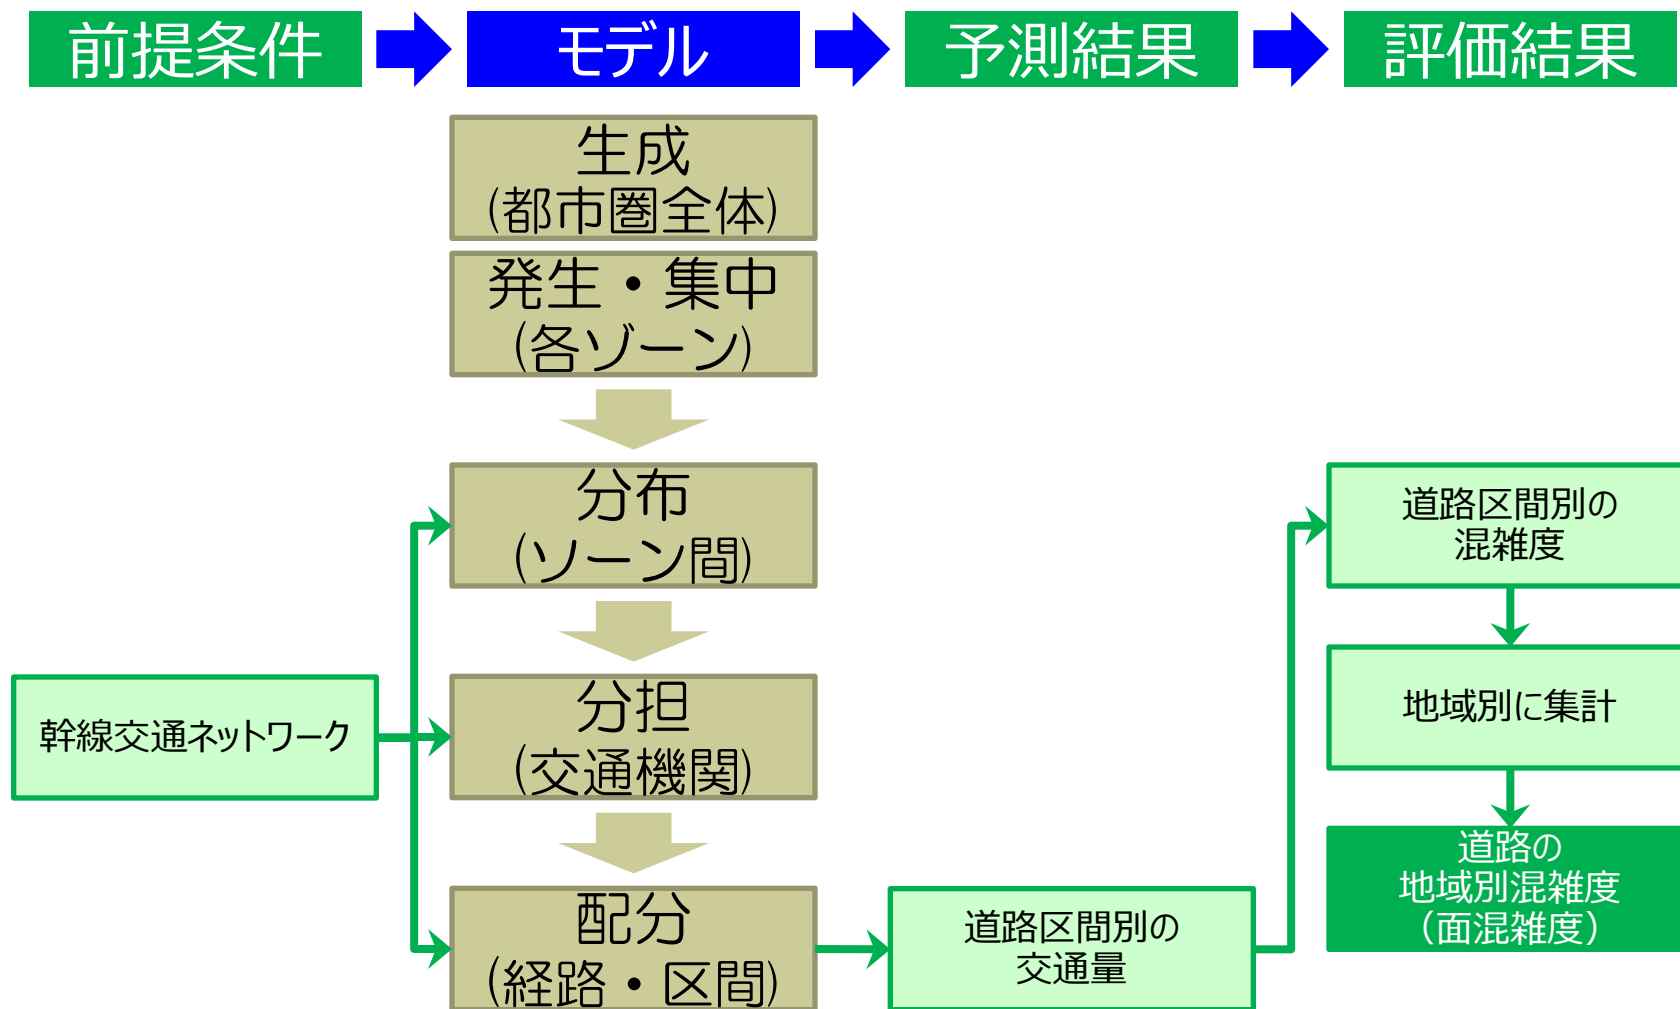 前提条件
モデル
予測結果
評価結果
生成
(都市圏全体)
発生・集中
(各ゾーン)
分布
(ソーン間)
分担
(交通機関)
配分
(経路・区間)
幹線交通ネットワーク
道路区間別の
交通量
道路区間別の
混雑度
地域別に集計
道路の
地域別混雑度
(面混雑度)